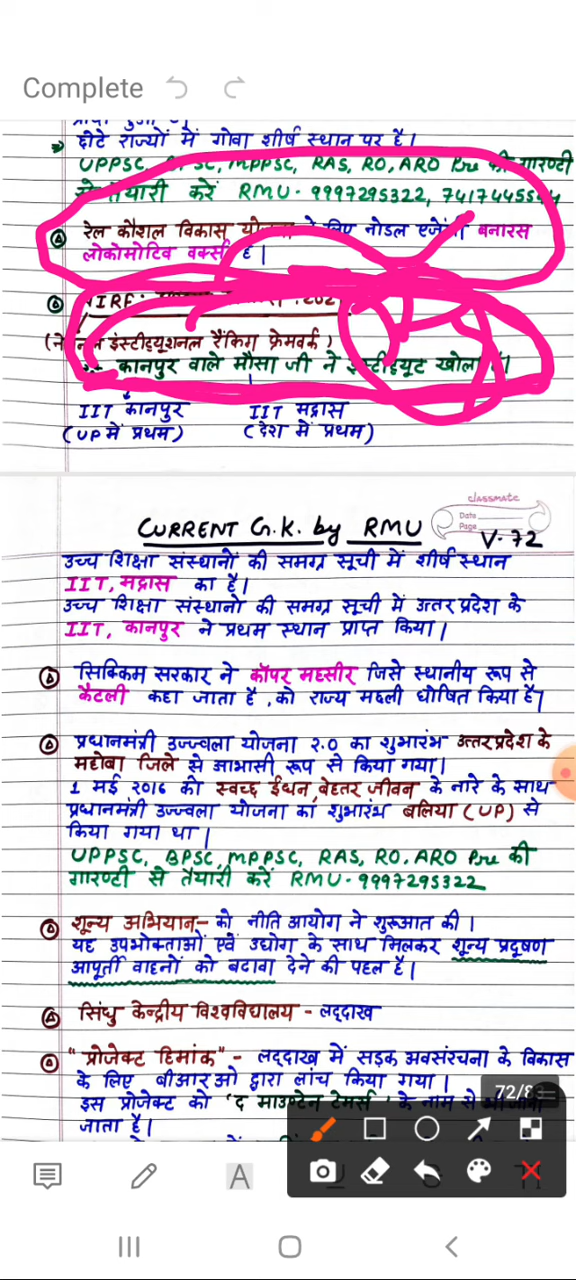 Complete
छोटे राज्यों में गोवा शीर्ष स्थान पर है।
UPPSC, MPPSC, RAS, RO, ARO Pre की गारण्टी
से तैयारी करें RMU - 9997295322, 7417445544
रेल कौशल विकास योजना के लिए नोडल एजेंसी बनारस
लोकोमोटिव वर्क्स है।
NIRF
इंस्टीट्यूशनल रैंकिंग फ्रेमवर्क)
कानपुर वाले मौसा जी ने इंस्टीट्यूट खोला है।
IIT कानपुर IIT मद्रास
(UP में प्रथम) (देश में प्रथम)
classmate
Date
Page
CURRENT G.K. by RMU V-72
उच्च शिक्षा संस्थानों की समग्र सूची में शीर्ष स्थान
IIT, मद्रास का है।
उच्च शिक्षा संस्थानों की समग्र सूची में उत्तर प्रदेश के
IIT, कानपुर ने प्रथम स्थान प्राप्त किया।
सिक्किम सरकार ने कॉपर महसीर जिसे स्थानीय रूप से
कैटली कहा जाता है, को राज्य मछली घोषित किया है।
प्रधानमंत्री उज्ज्वला योजना 2.0 का शुभारंभ उत्तरप्रदेश के
महोबा जिले से आभासी रूप से किया गया।
1 मई 2016 को स्वच्छ ईंधन, बेहतर जीवन के नारे के साथ
प्रधानमंत्री उज्ज्वला योजना का शुभारंभ बलिया (UP) से
किया गया था।
UPPSC, BPSC, MPPSC, RAS, RO, ARO Pre की
गारण्टी से तैयारी करें RMU - 9997295322
शून्य अभियान - को नीति आयोग ने शुरूआत की।
यह उपभोक्ताओं एवें उद्योग के साथ मिलकर शून्य प्रदूषण
आपूर्ती वाहनों को बढावा देने की पहल है।
सिंधु केन्द्रीय विश्वविद्यालय - लद्दाख
"प्रोजेक्ट हिमांक" - लद्दाख में सड़क अवसंरचना के विकास
के लिए बीआरओ द्वारा लांच किया गया।
इस प्रोजेक्ट को 'द माउण्टेन टेमर्स' के नाम से भी जाना
जाता है।
A